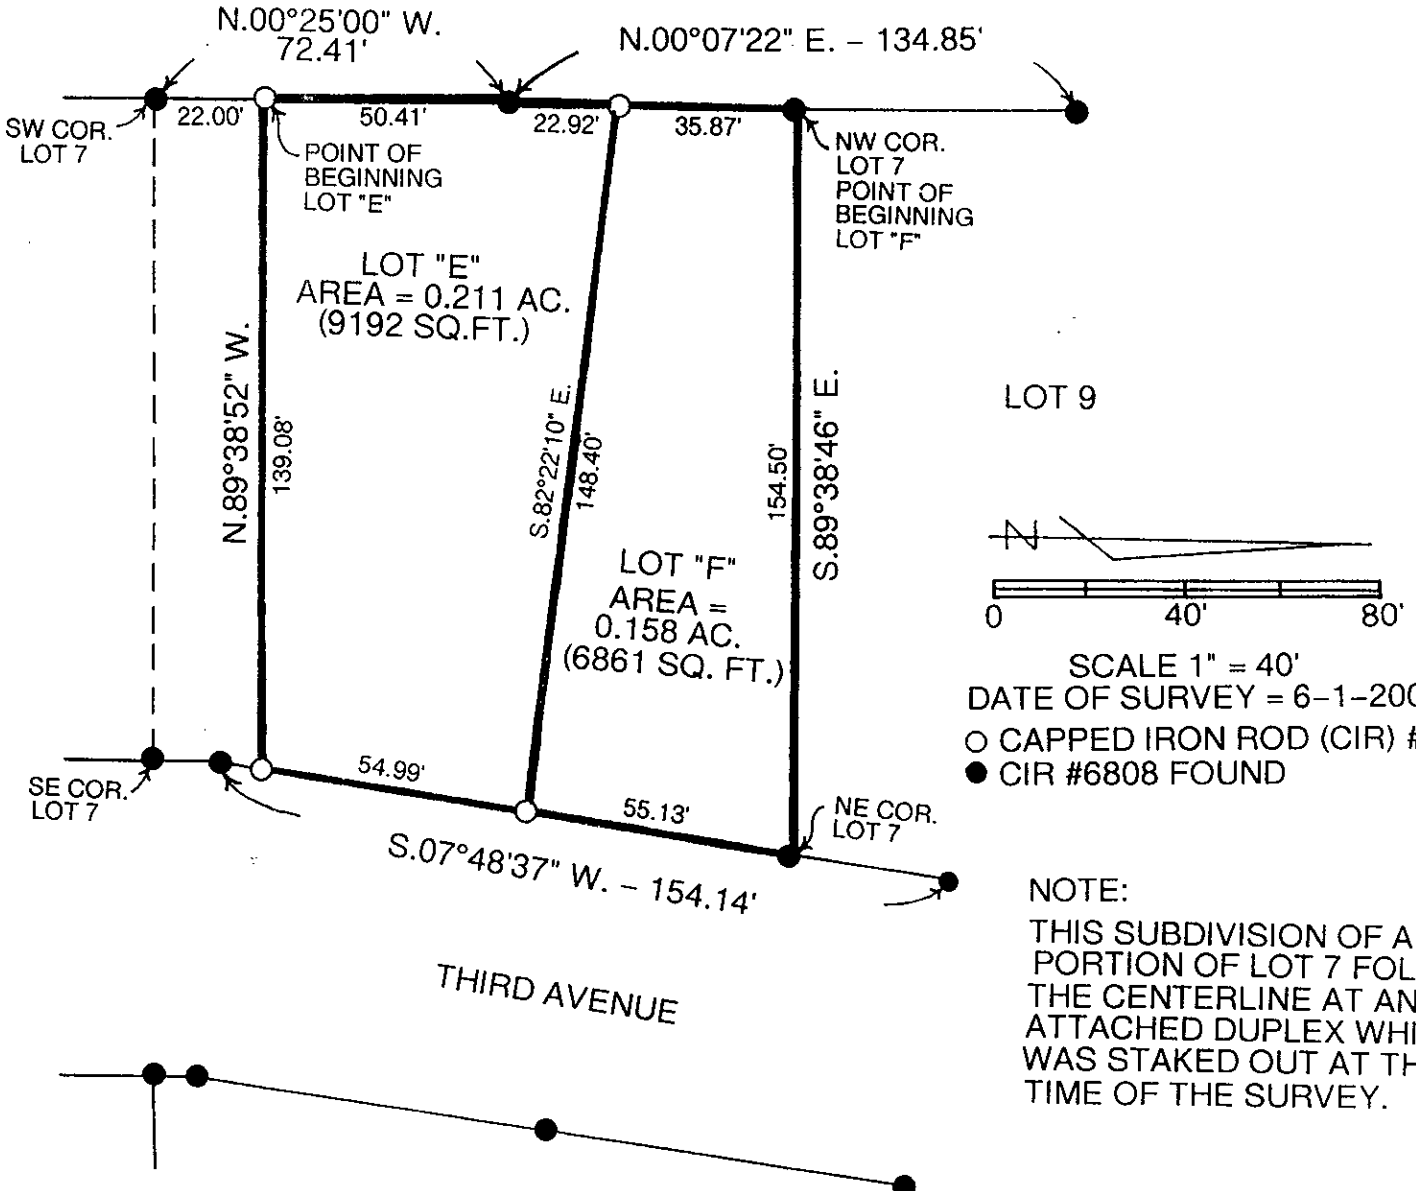 N.00°25'00" W.
72.41'
N.00°07'22" E. – 134.85'
22.00'
50.41'
22.92'
35.87'
SW COR.
LOT 7
POINT OF
BEGINNING
LOT "E"
NW COR.
LOT 7
POINT OF
BEGINNING
LOT "F"
LOT "E"
AREA = 0.211 AC.
(9192 SQ.FT.)
N.89°38'52" W.
139.08'
S.82°22'10" E.
148.40'
154.50'
S.89°38'46" E.
LOT 9
LOT "F"
AREA =
0.158 AC.
(6861 SQ. FT.)
N
0 40' 80'
SCALE 1" = 40'
DATE OF SURVEY = 6–1–200
CAPPED IRON ROD (CIR) #
CIR #6808 FOUND
SE COR.
LOT 7
54.99'
55.13'
NE COR.
LOT 7
S.07°48'37" W. – 154.14'
THIRD AVENUE
NOTE:
THIS SUBDIVISION OF A
PORTION OF LOT 7 FOL
THE CENTERLINE AT AN
ATTACHED DUPLEX WHI
WAS STAKED OUT AT TH
TIME OF THE SURVEY.